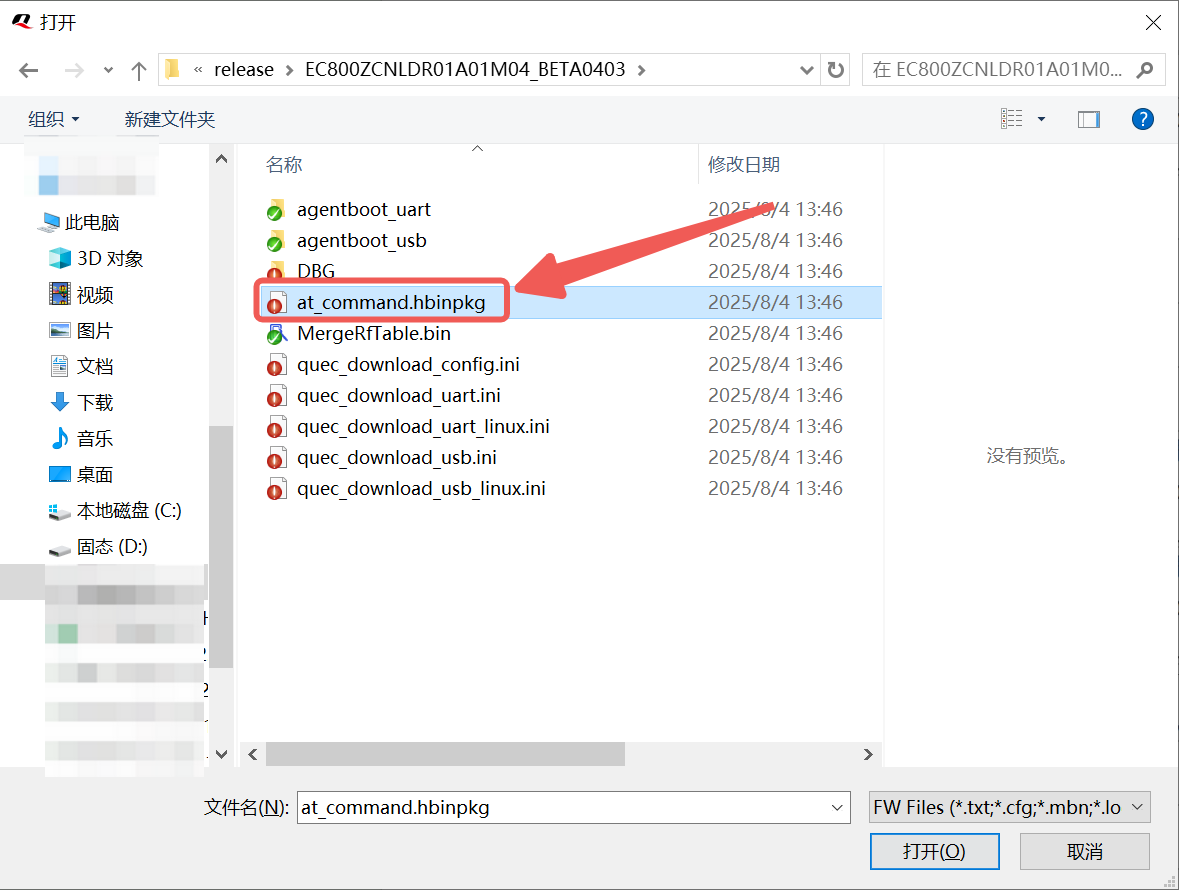 打开
« release › EC800ZCNLDR01A01M04_BETA0403 ›
在 EC800ZCNLDR01A01M0...
组织
新建文件夹
?
名称
修改日期
此电脑
3D 对象
视频
图片
文档
下载
音乐
桌面
本地磁盘 (C:)
固态 (D:)
agentboot_uart 2025/8/4 13:46
agentboot_usb 2025/8/4 13:46
DBG 2025/8/4 13:46
at_command.hbinpkg 2025/8/4 13:46
MergeRfTable.bin 2025/8/4 13:46
quec_download_config.ini 2025/8/4 13:46
quec_download_uart.ini 2025/8/4 13:46
quec_download_uart_linux.ini 2025/8/4 13:46
quec_download_usb.ini 2025/8/4 13:46
quec_download_usb_linux.ini 2025/8/4 13:46
没有预览。
文件名(N): at_command.hbinpkg
FW Files (*.txt;*.cfg;*.mbn;*.lo
打开(O)
取消